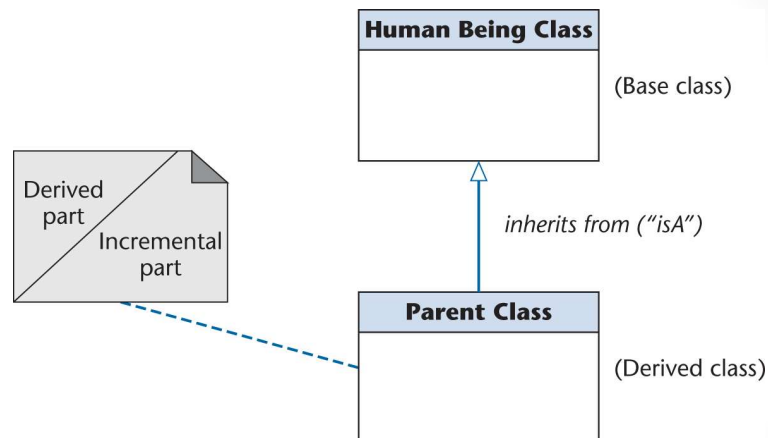 Human Being Class
(Base class)
Derived
part
Incremental
part
inherits from (“isA”)
Parent Class
(Derived class)